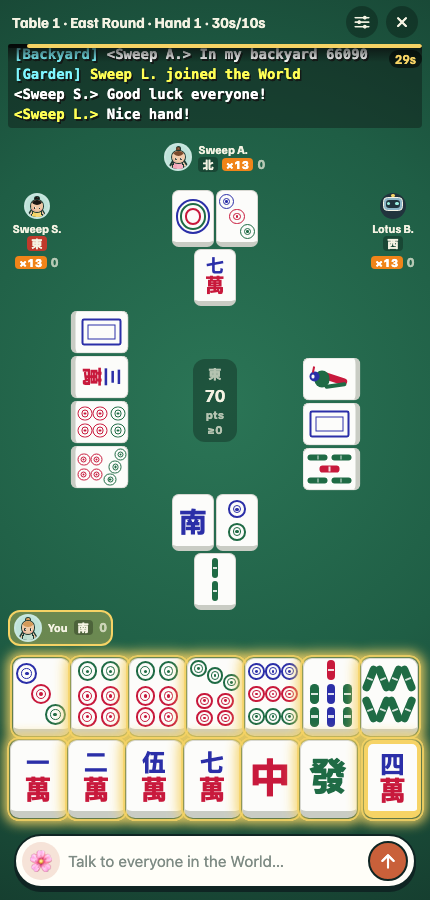 Table 1 · East Round · Hand 1 · 30s/10s
[Backyard] <Sweep A.> In my backyard 66090
29s
[Garden] Sweep L. joined the World
<Sweep S.> Good luck everyone!
<Sweep L.> Nice hand!
Sweep A.
北 ×13 0
Sweep S.
東
×13 0
Lotus B.
西
×13 0
七
萬
三
萬
東
70
pts
≥0
南
You 南 0
一 二 伍 七 中 發 四
萬 萬 萬 萬 萬
Talk to everyone in the World...